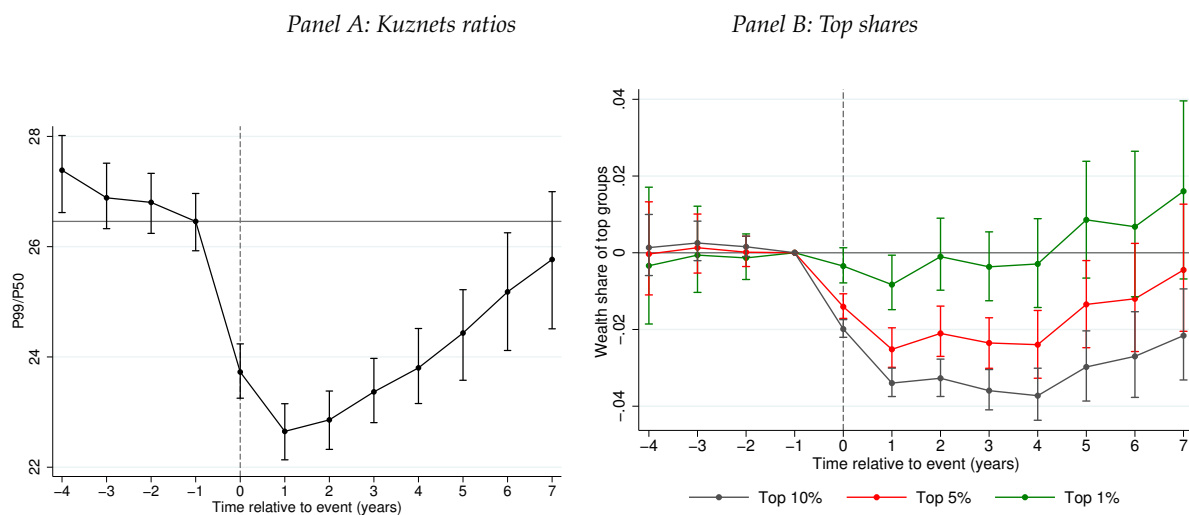 Panel A: Kuznets ratios
Panel B: Top shares
P99/P50
28
26
24
22
−4 −3 −2 −1 0 1 2 3 4 5 6 7
Time relative to event (years)
Wealth share of top groups
.04
.02
0
−.02
−.04
−4 −3 −2 −1 0 1 2 3 4 5 6 7
Time relative to event (years)
Top 10% Top 5% Top 1%